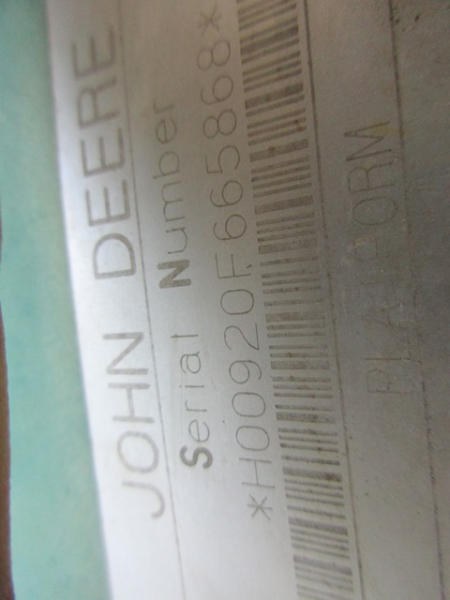 JOHN DEERE
Serial Number
*H00920F665868*
PLATFORM